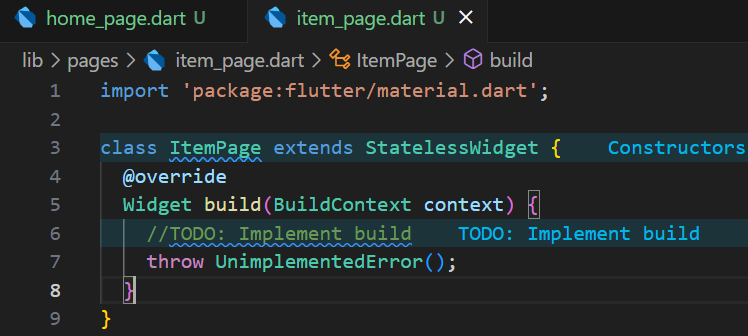 home_page.dart U item_page.dart U ×
lib > pages > item_page.dart > ItemPage > build
1 import 'package:flutter/material.dart';
2
3 class ItemPage extends StatelessWidget { Constructors
4 @override
5 Widget build(BuildContext context) {
6 //TODO: Implement build TODO: Implement build
7 throw UnimplementedError();
8 }
9 }